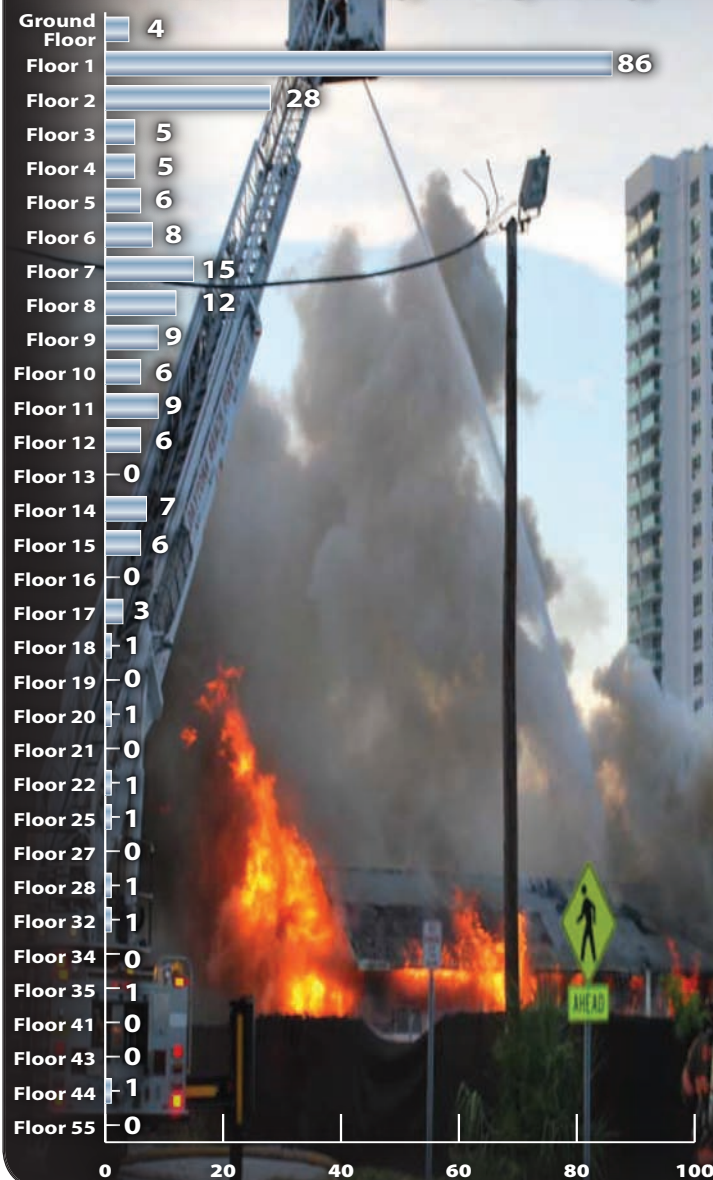 Ground
Floor 4
Floor 1 86
Floor 2 28
Floor 3 5
Floor 4 5
Floor 5 6
Floor 6 8
Floor 7 15
Floor 8 12
Floor 9 9
Floor 10 6
Floor 11 9
Floor 12 6
Floor 13 0
Floor 14 7
Floor 15 6
Floor 16 0
Floor 17 3
Floor 18 1
Floor 19 0
Floor 20 1
Floor 21 0
Floor 22 1
Floor 25 1
Floor 27 0
Floor 28 1
Floor 32 1
Floor 34 0
Floor 35 1
Floor 41 0
Floor 43 0
Floor 44 1
Floor 55 0
0 20 40 60 80 100
AHEAD